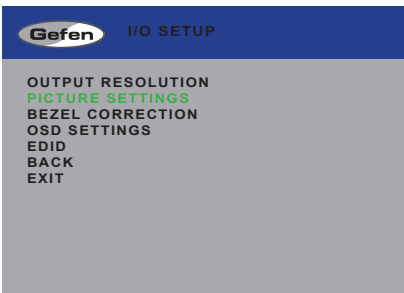 Gefen I/O SETUP
OUTPUT RESOLUTION
PICTURE SETTINGS
BEZEL CORRECTION
OSD SETTINGS
EDID
BACK
EXIT